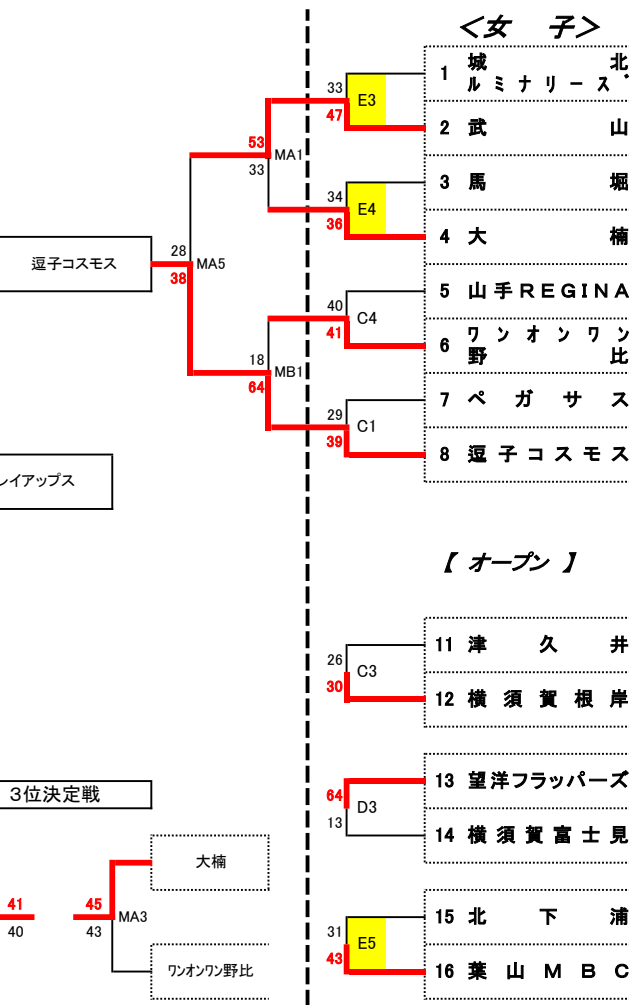 ＜女　子＞
33
E3
47
1 城北ルミナリース
2 武山
53
MA1
33
34
E4
36
3 馬堀
4 大楠
逗子コスモス
28
MA5
38
40
C4
41
5 山手REGINA
6 ワンオンワン野比
18
MB1
64
29
C1
39
7 ペガサス
8 逗子コスモス
レイアップス
【 オープン 】
26
C3
30
11 津久井
12 横須賀根岸
64
D3
13
13 望洋フラッパーズ
14 横須賀富士見
３位決定戦
大楠
41
40
45
MA3
43
ワンオンワン野比
31
E5
43
15 北下浦
16 葉山ＭＢＣ